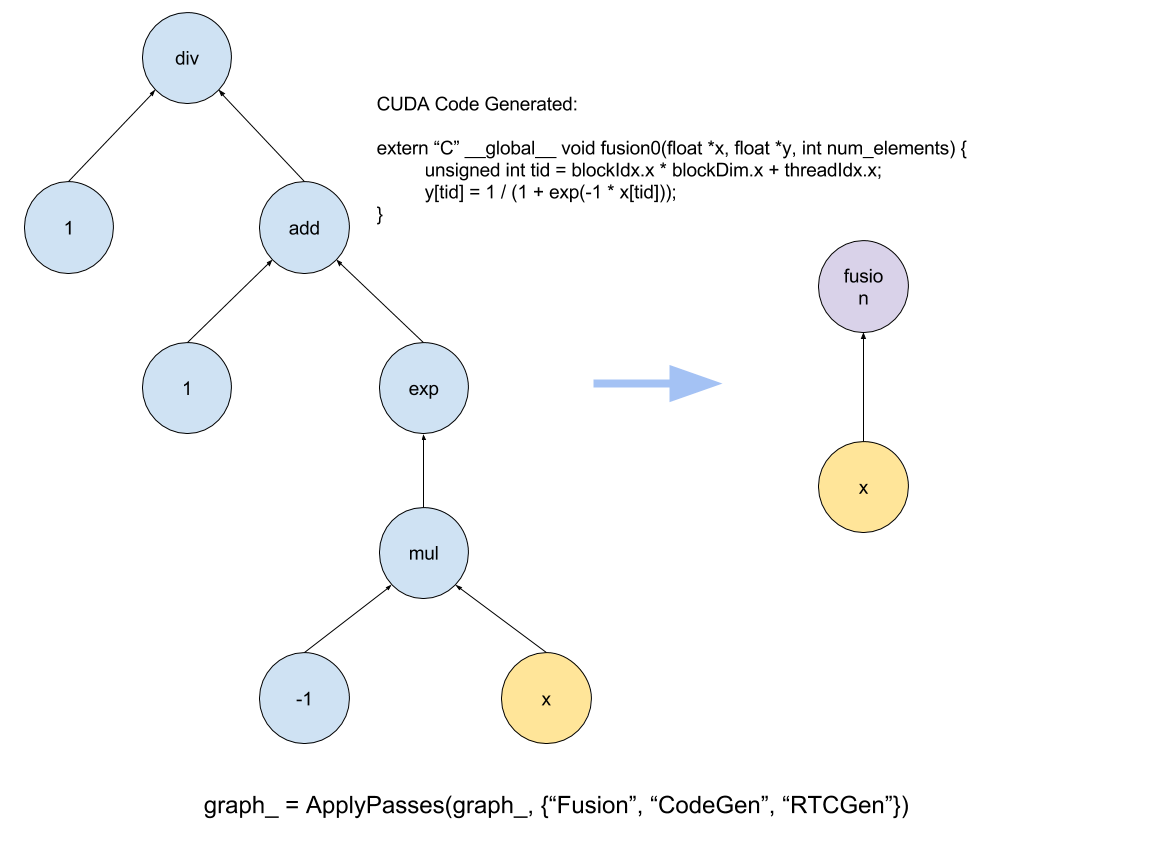 div
CUDA Code Generated:
extern “C” __global__ void fusion0(float *x, float *y, int num_elements) {
unsigned int tid = blockIdx.x * blockDim.x + threadIdx.x;
y[tid] = 1 / (1 + exp(-1 * x[tid]));
}
1
add
fusio
n
1
exp
x
mul
-1
x
graph_ = ApplyPasses(graph_, {“Fusion”, “CodeGen”, “RTCGen”})